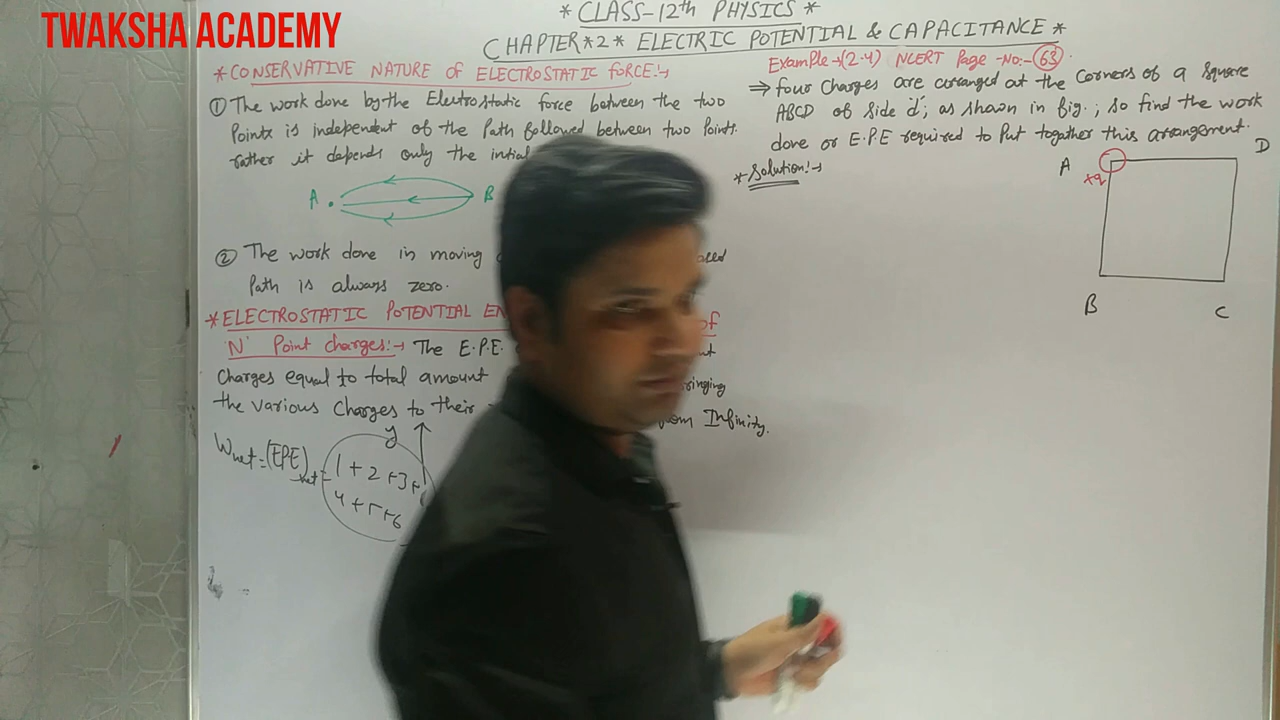 TWAKSHA ACADEMY
* CLASS-12th PHYSICS *
CHAPTER*2* ELECTRIC POTENTIAL & CAPACITANCE *
* CONSERVATIVE NATURE of ELECTROSTATIC fORCE:→
① The work done by the Electrostatic force between the two
Points is independent of the Path followed between two Points.
rather it depends only the intial
A B
② The work done in moving
Path is always zero.
* ELECTROSTATIC POTENTIAL EN of
N' Point charges:→ The E.P.E.
Charges equal to total amount ringing
the various Charges to their from Infinity.
y
Wnet=(EPE)net=
1+2+3+
4+5+6
Example→(2.4) NCERT Page -No:-(63)
⇒ four Charges are arranged at the Corners of a Square
ABCD of side 'd', as shown in fig., so find the work
done or E.P.E required to Put together this arrangement.
* Solution:→
A D
+q
B C